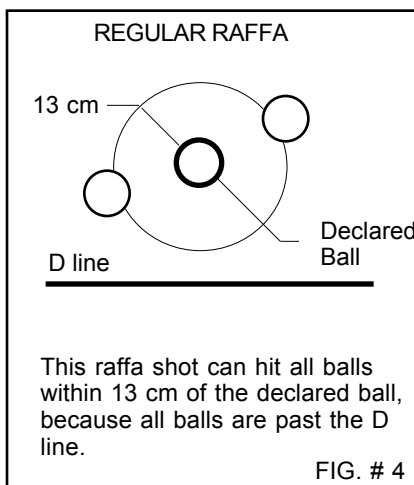 REGULAR RAFFA
13 cm
Declared
Ball
D line
This raffa shot can hit all balls
within 13 cm of the declared ball,
because all balls are past the D
line.
FIG. # 4